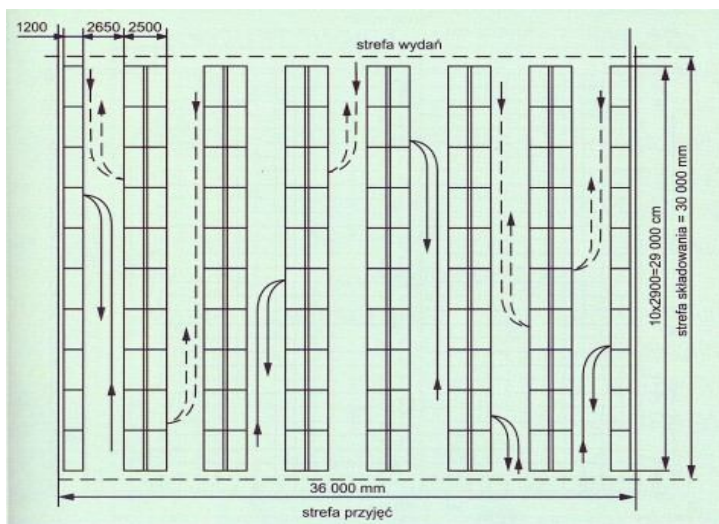 1200 2650 2500
strefa wydań
10x2900=29 000 cm
strefa składowania = 30 000 mm
36 000 mm
strefa przyjęć